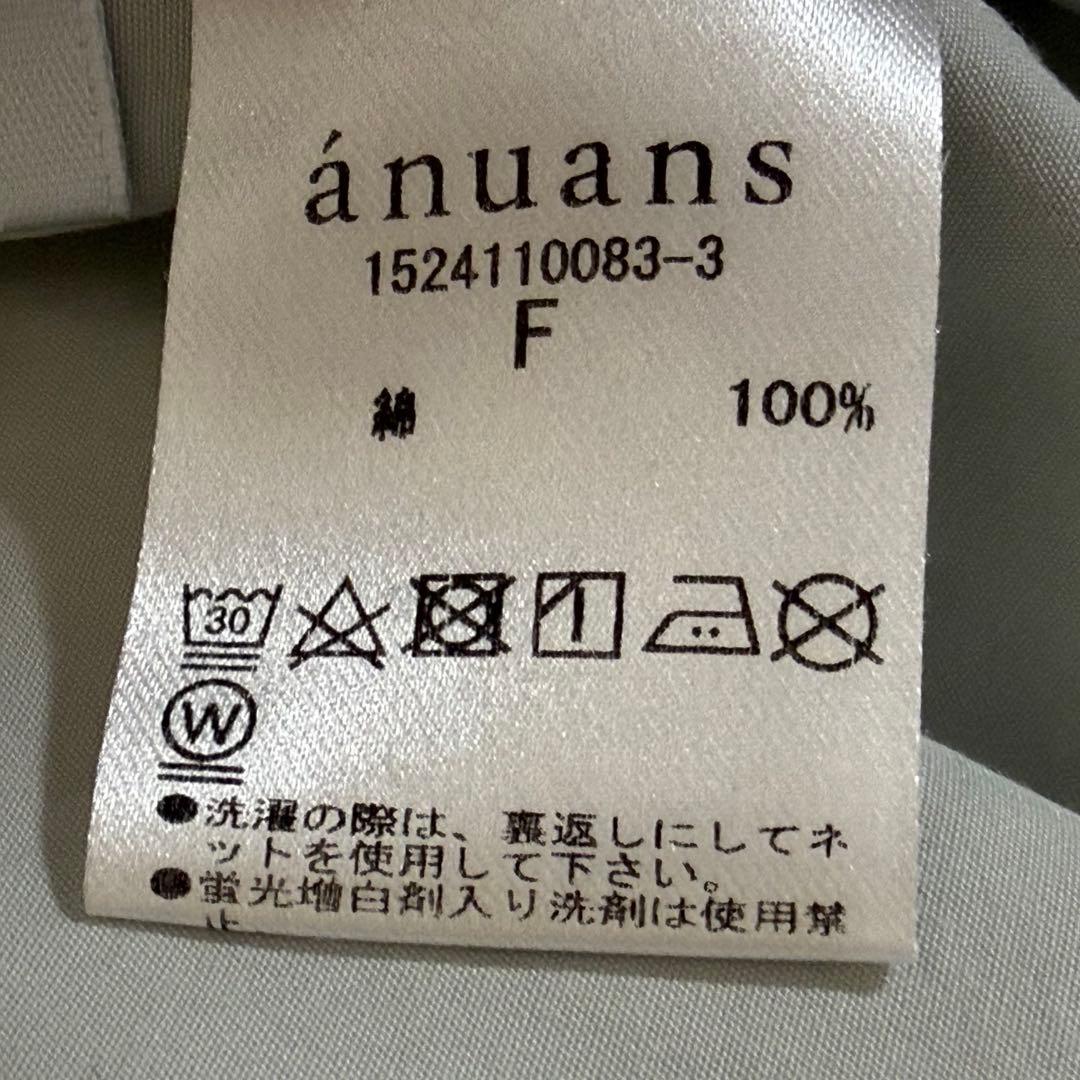 ánuans
1524110083-3
F
綿 100%
30
W
●洗濯の際は、裏返しにしてネ
ットを使用して下さい。
●蛍光増白剤入り洗剤は使用禁
止